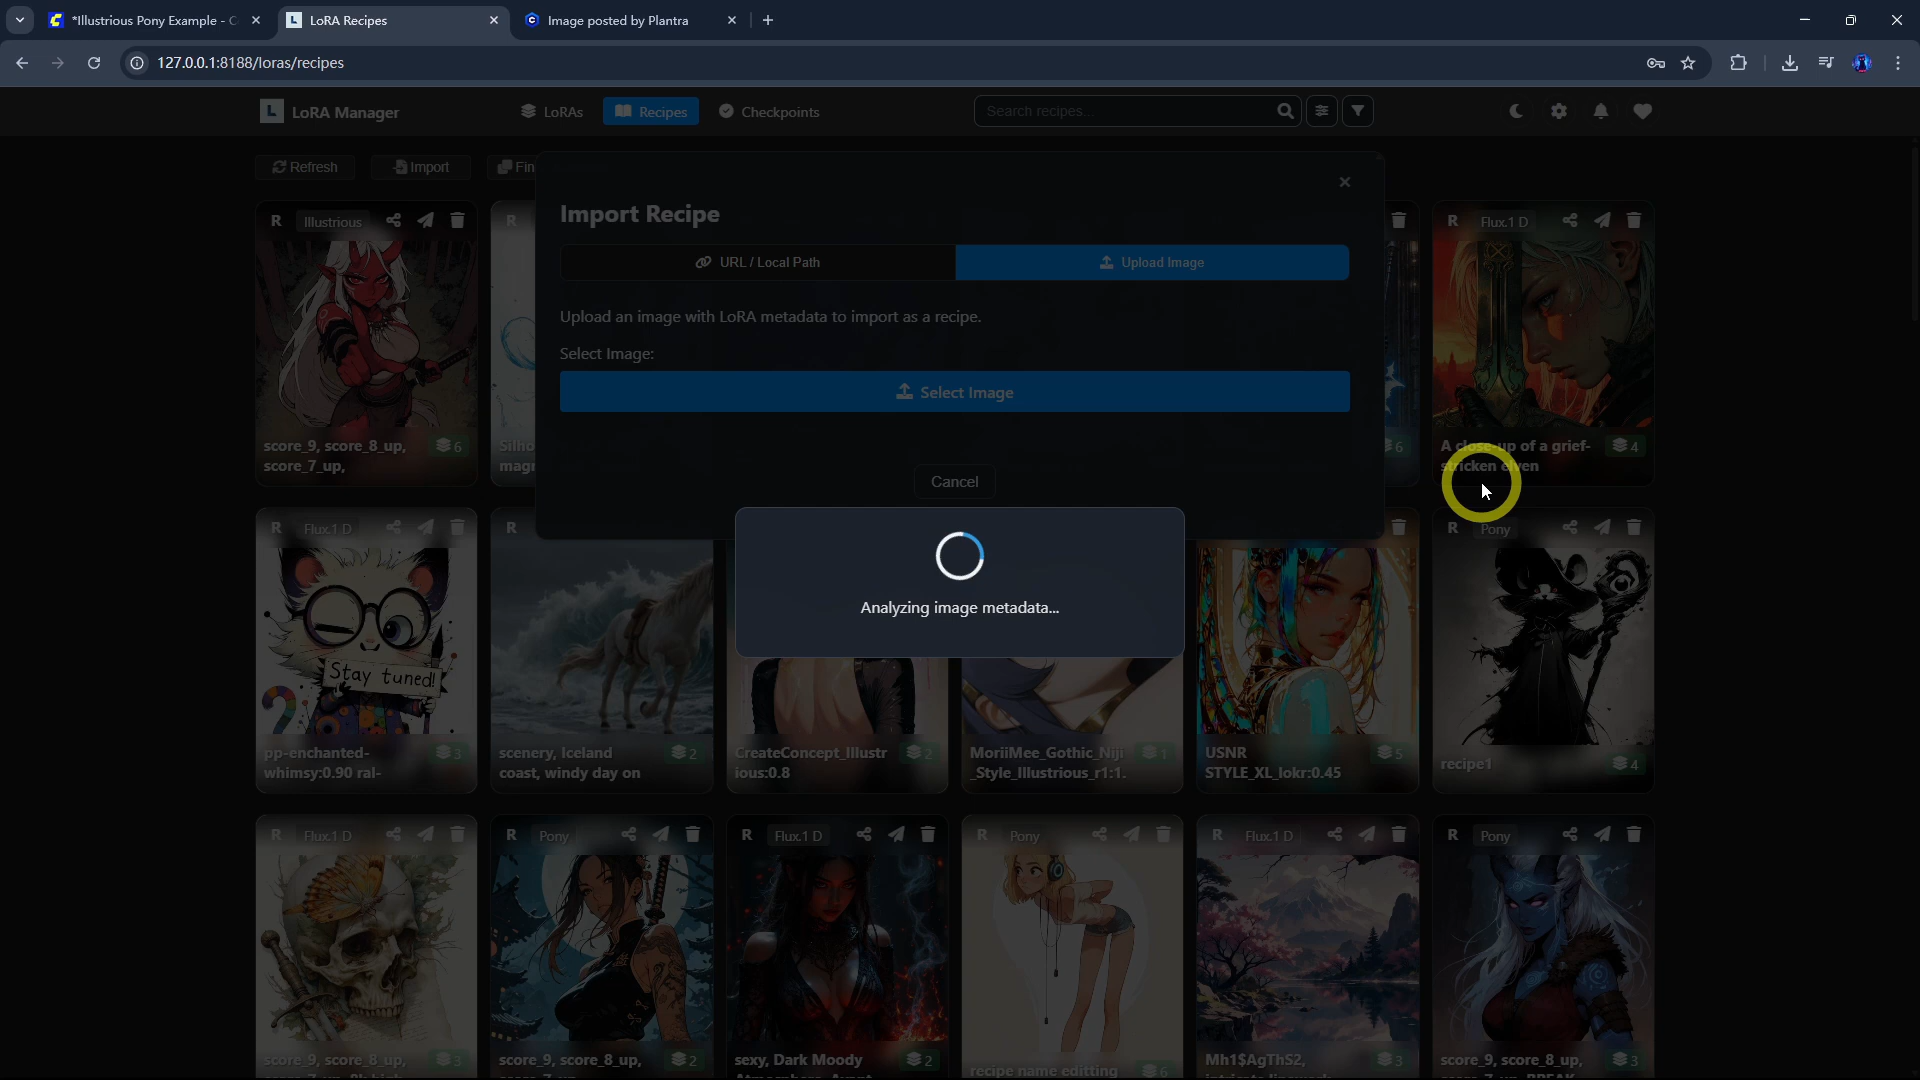 *Illustrious Pony Example - C
LoRA Recipes
Image posted by Plantra
127.0.0.1:8188/loras/recipes
L LoRA Manager
LoRAs
Recipes
Checkpoints
Search recipes...
Refresh
Import
Fin
Import Recipe
URL / Local Path
Upload Image
Upload an image with LoRA metadata to import as a recipe.
Select Image:
Select Image
Cancel
Analyzing image metadata...
R Illustrious
R
R Flux.1 D
score_9, score_8_up,
score_7_up,
6
Silho
magi
6
A close-up of a grief-
stricken elven
4
R Flux.1 D
R
R Pony
Stay tuned!
pp-enchanted-
whimsy:0.90 ral-
3
scenery, Iceland
coast, windy day on
2
CreateConcept_Illustr
ious:0.8
2
MoriiMee_Gothic_Niji
_Style_Illustrious_r1:1.
1
USNR
STYLE_XL_lokr:0.45
5
recipe1
4
R Flux.1 D
R Pony
R Flux.1 D
R Pony
R Flux.1 D
R Pony
score_9, score_8_up,
3
score_9, score_8_up,
2
sexy, Dark Moody
2
recipe name editting
6
Mh1$AgThS2,
3
score_9, score_8_up,
3